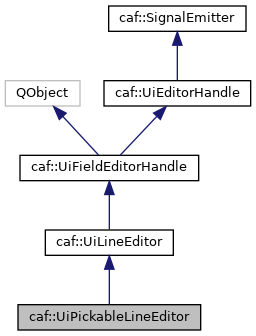 caf::SignalEmitter
QObject
caf::UiEditorHandle
caf::UiFieldEditorHandle
caf::UiLineEditor
caf::UiPickableLineEditor